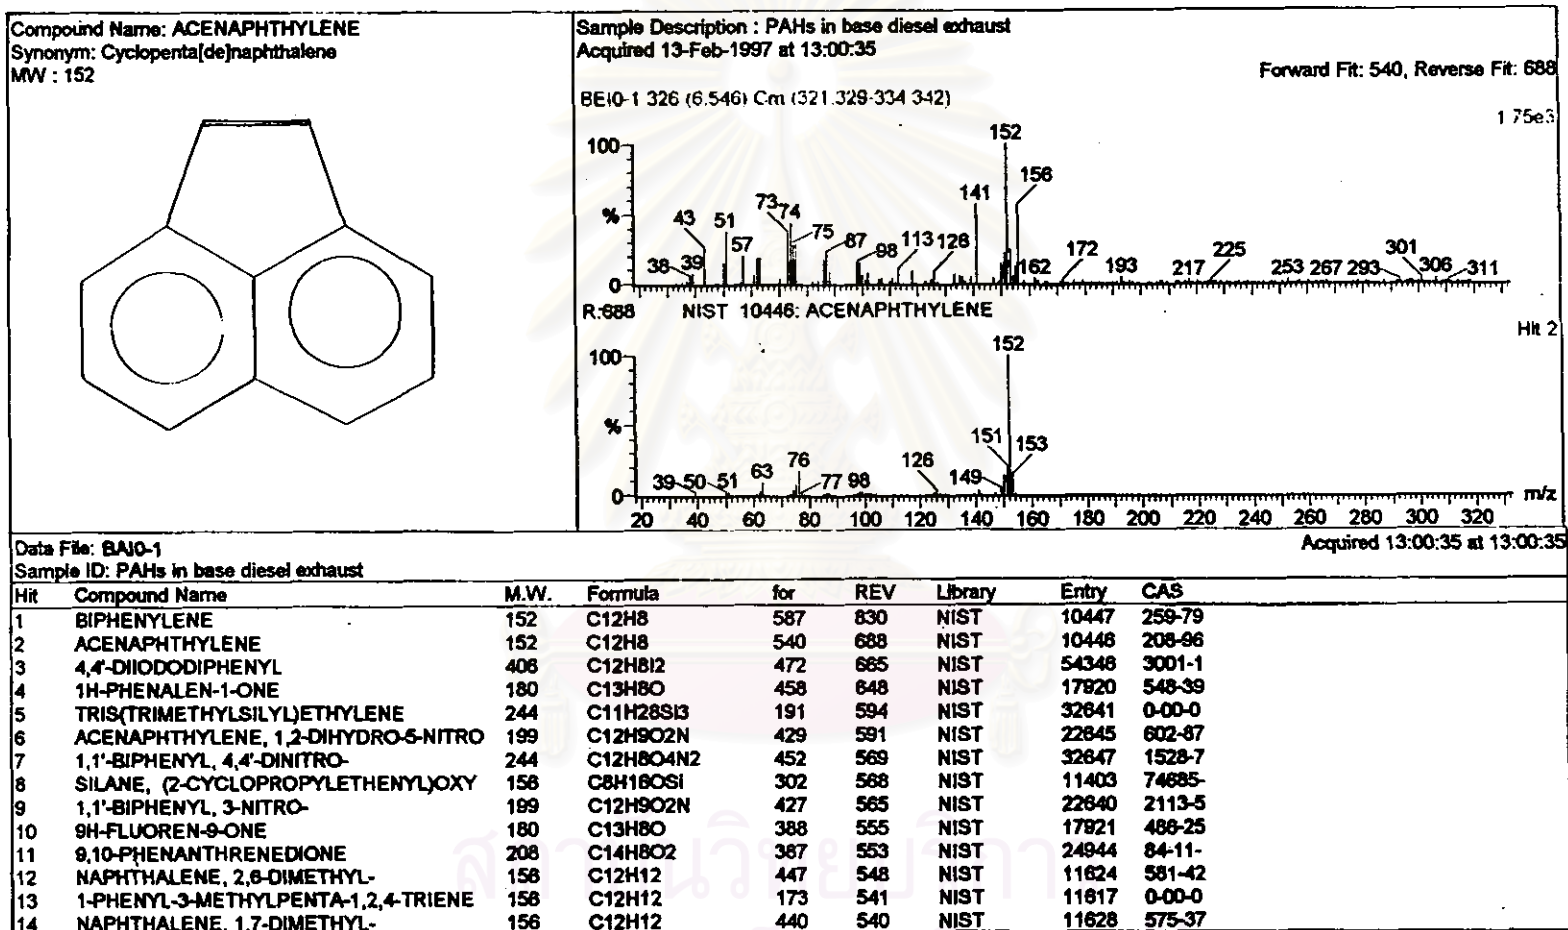 Compound Name: ACENAPHTHYLENE
Synonym: Cyclopenta[de]naphthalene
MW : 152
Sample Description : PAHs in base diesel exhaust
Acquired 13-Feb-1997 at 13:00:35
Forward Fit: 540, Reverse Fit: 688
BEI0-1 326 (6.546) Cm (321:329-334:342)
1.75e3
100
%
0
38 39 43 51 57 73 74 75 87 98 113 126 141 152 156 162 172 193 217 225 253 267 293 301 306 311
R:688 NIST 10446: ACENAPHTHYLENE
Hit 2
100
%
0
39 50 51 63 76 77 98 126 149 151 152 153
m/z
20 40 60 80 100 120 140 160 180 200 220 240 260 280 300 320
Data File: BAI0-1
Acquired 13:00:35 at 13:00:35
Sample ID: PAHs in base diesel exhaust
Hit Compound Name M.W. Formula for REV Library Entry CAS
1 BIPHENYLENE 152 C12H8 587 830 NIST 10447 259-79
2 ACENAPHTHYLENE 152 C12H8 540 688 NIST 10446 208-96
3 4,4'-DIIODODIPHENYL 406 C12H8I2 472 665 NIST 54346 3001-1
4 1H-PHENALEN-1-ONE 180 C13H8O 458 648 NIST 17920 548-39
5 TRIS(TRIMETHYLSILYL)ETHYLENE 244 C11H28SI3 191 594 NIST 32641 0-00-0
6 ACENAPHTHYLENE, 1,2-DIHYDRO-5-NITRO 199 C12H9O2N 429 591 NIST 22645 602-87
7 1,1'-BIPHENYL, 4,4'-DINITRO- 244 C12H8O4N2 452 569 NIST 32647 1528-7
8 SILANE, (2-CYCLOPROPYLETHENYL)OXY 156 C8H16OSI 302 568 NIST 11403 74685-
9 1,1'-BIPHENYL, 3-NITRO- 199 C12H9O2N 427 565 NIST 22640 2113-5
10 9H-FLUOREN-9-ONE 180 C13H8O 388 555 NIST 17921 486-25
11 9,10-PHENANTHRENEDIONE 208 C14H8O2 387 553 NIST 24944 84-11-
12 NAPHTHALENE, 2,6-DIMETHYL- 156 C12H12 447 548 NIST 11624 581-42
13 1-PHENYL-3-METHYLPENTA-1,2,4-TRIENE 156 C12H12 173 541 NIST 11617 0-00-0
14 NAPHTHALENE, 1,7-DIMETHYL- 156 C12H12 440 540 NIST 11628 575-37
สถาบันวิทยบริการ